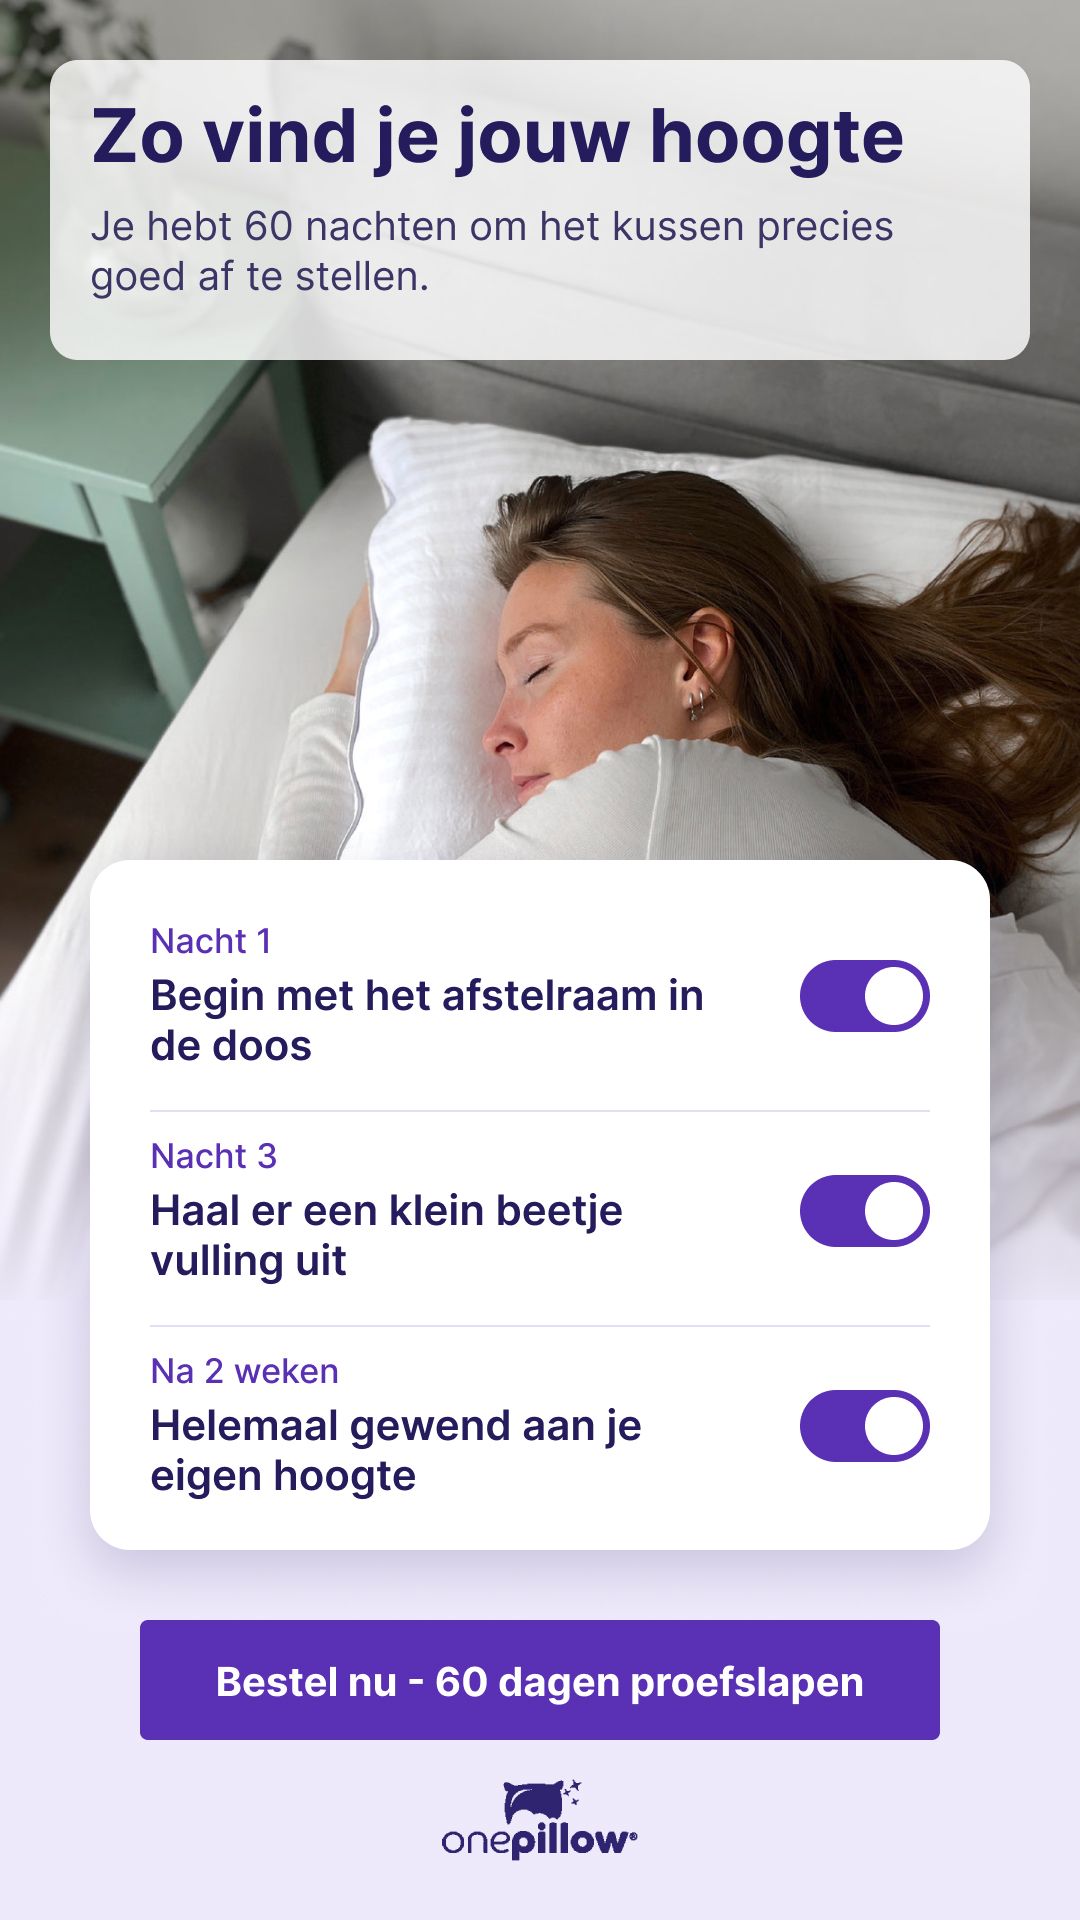 Zo vind je jouw hoogte
Je hebt 60 nachten om het kussen precies
goed af te stellen.
Nacht 1
Begin met het afstelraam in
de doos
Nacht 3
Haal er een klein beetje
vulling uit
Na 2 weken
Helemaal gewend aan je
eigen hoogte
Bestel nu - 60 dagen proefslapen
onepillow®